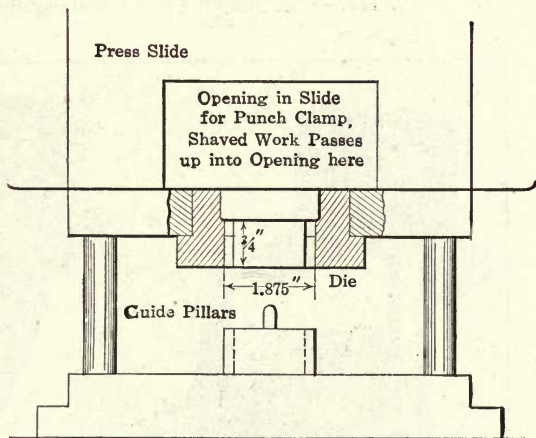 Press Slide
Opening in Slide
for Punch Clamp,
Shaved Work Passes
up into Opening here
3/4"
1.875"
Die
Guide Pillars